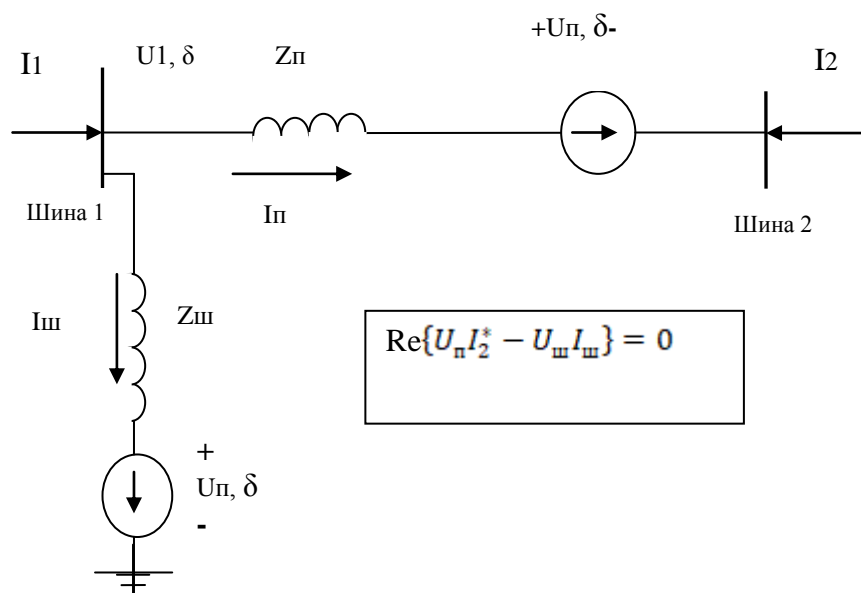 I1
U1, δ
Zп
+Uп, δ-
I2
Шина 1
Iп
Шина 2
Iш
Zш
Re{UпI₂* − UшIш} = 0
+
Uп, δ
-